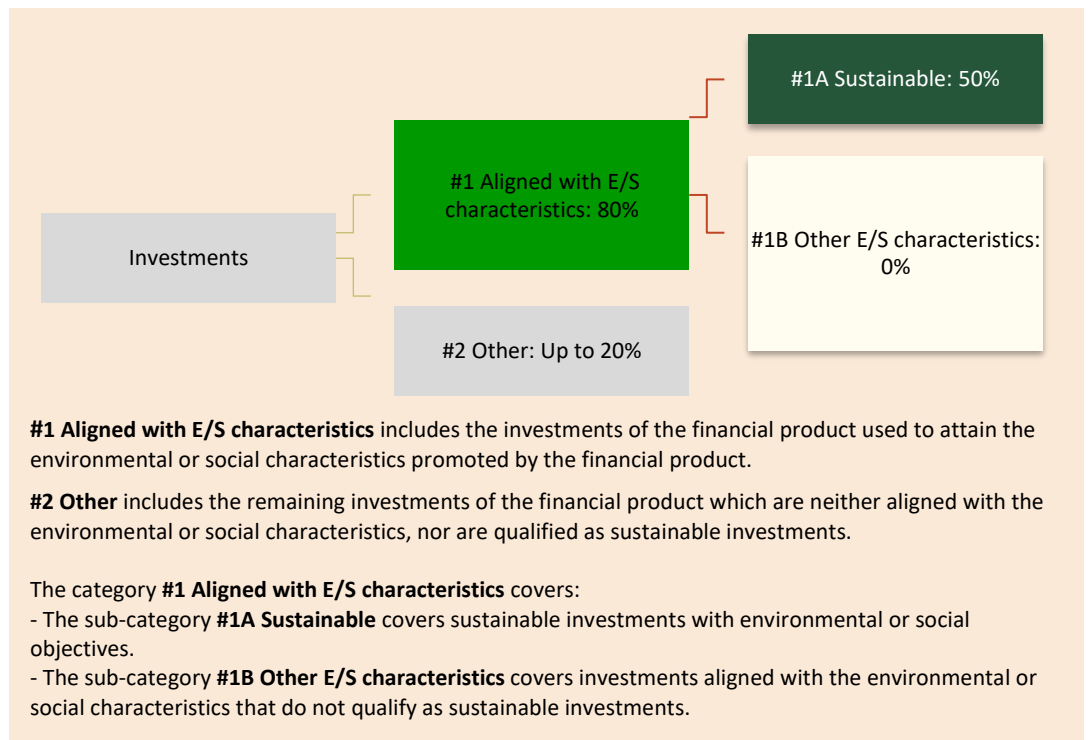 #1A Sustainable: 50%
#1 Aligned with E/S
characteristics: 80%
#1B Other E/S characteristics:
0%
Investments
#2 Other: Up to 20%
#1 Aligned with E/S characteristics includes the investments of the financial product used to attain the
environmental or social characteristics promoted by the financial product.
#2 Other includes the remaining investments of the financial product which are neither aligned with the
environmental or social characteristics, nor are qualified as sustainable investments.
The category #1 Aligned with E/S characteristics covers:
- The sub-category #1A Sustainable covers sustainable investments with environmental or social
objectives.
- The sub-category #1B Other E/S characteristics covers investments aligned with the environmental or
social characteristics that do not qualify as sustainable investments.